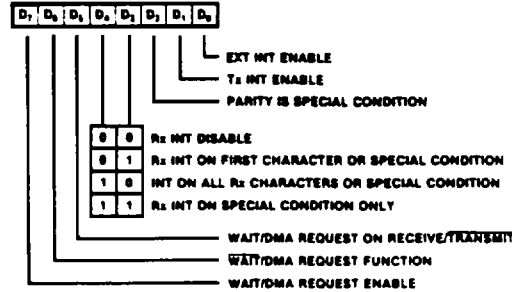 D7 D6 D5 D4 D3 D2 D1 D0
EXT INT ENABLE
Tx INT ENABLE
PARITY IS SPECIAL CONDITION
0 0 Rx INT DISABLE
0 1 Rx INT ON FIRST CHARACTER OR SPECIAL CONDITION
1 0 INT ON ALL Rx CHARACTERS OR SPECIAL CONDITION
1 1 Rx INT ON SPECIAL CONDITION ONLY
WAIT/DMA REQUEST ON RECEIVE/TRANSMIT
WAIT/DMA REQUEST FUNCTION
WAIT/DMA REQUEST ENABLE